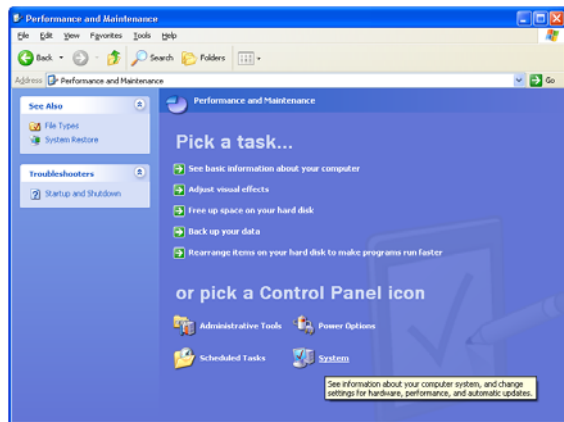 Performance and Maintenance
File Edit View Favorites Tools Help
Back Search Folders
Address Performance and Maintenance Go
See Also
File Types
System Restore
Troubleshooters
Startup and Shutdown
Performance and Maintenance
Pick a task...
See basic information about your computer
Adjust visual effects
Free up space on your hard disk
Back up your data
Rearrange items on your hard disk to make programs run faster
or pick a Control Panel icon
Administrative Tools Power Options
Scheduled Tasks System
See information about your computer system, and change
settings for hardware, performance, and automatic updates.